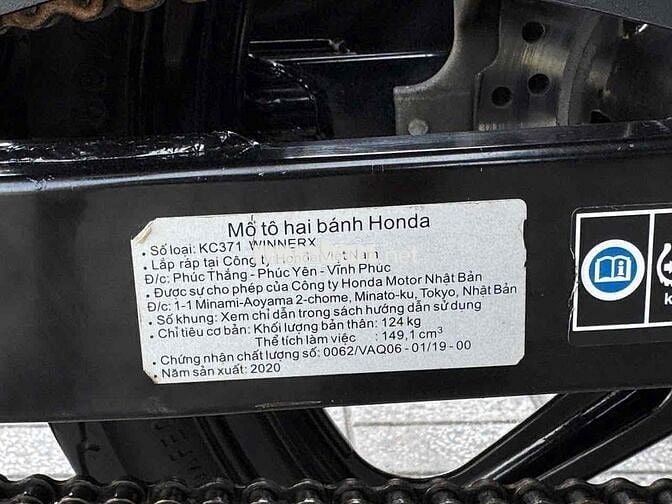 Mô tô hai bánh Honda
• Số loại: KC371 WINNERX
• Lắp ráp tại Công ty Honda Việt Nam
Đ/c: Phúc Thắng - Phúc Yên - Vĩnh Phúc
• Được sự cho phép của Công ty Honda Motor Nhật Bản
Đ/c: 1-1 Minami-Aoyama 2-chome, Minato-ku, Tokyo, Nhật Bản
• Số khung: Xem chỉ dẫn trong sách hướng dẫn sử dụng
• Chỉ tiêu cơ bản: Khối lượng bản thân: 124 kg
Thể tích làm việc : 149,1 cm³
• Chứng nhận chất lượng số: 0062/VAQ06 - 01/19 - 00
• Năm sản xuất: 2020